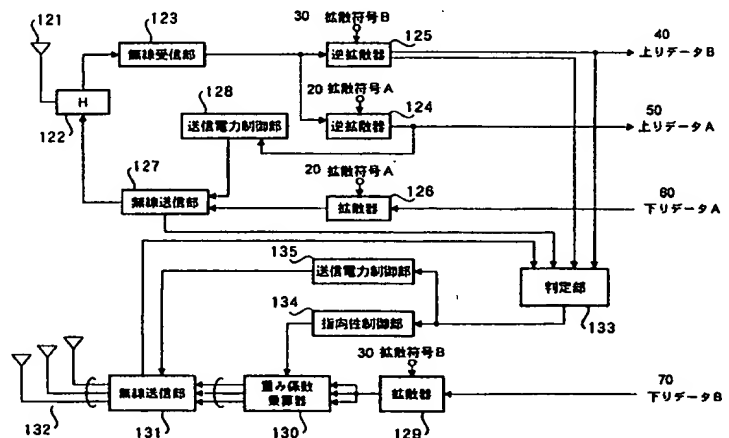 121
123
無線受信部
30 拡散符号B
125
逆拡散器
40
上りデータB
H
122
128
送信電力制御部
20 拡散符号A
124
逆拡散器
50
上りデータA
127
無線送信部
20 拡散符号A
126
拡散器
60
下りデータA
135
送信電力制御部
134
指向性制御部
判定部
133
132
無線送信部
131
重み係数
乗算器
130
30 拡散符号B
拡散器
129
70
下りデータB